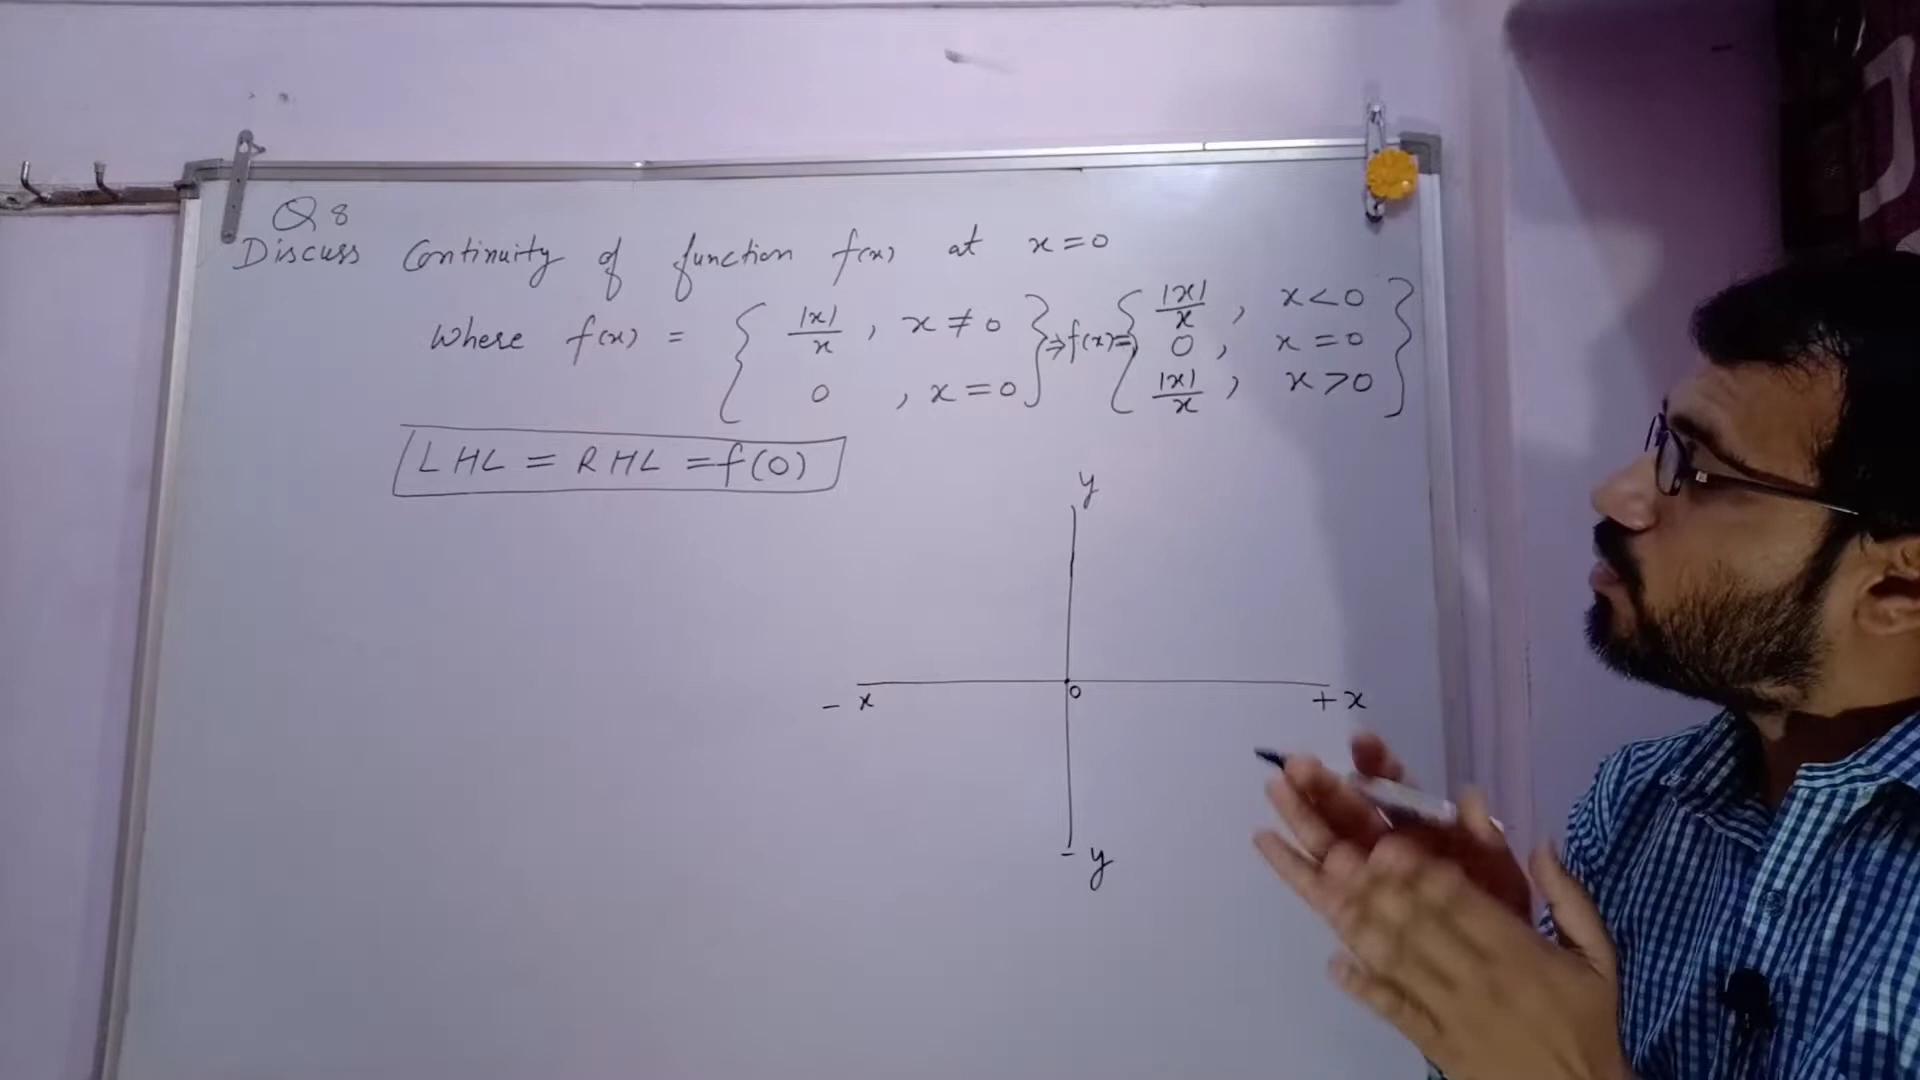 Q 8
Discuss Continuity of function f(x) at x=0
Where f(x) = { |x|/x , x ≠ 0 } ⇒ f(x) = { |x|/x , x < 0 }
0 , x = 0
0 , x = 0
|x|/x , x > 0
LHL = RHL = f(0)
y
- x
0
+ x
- y